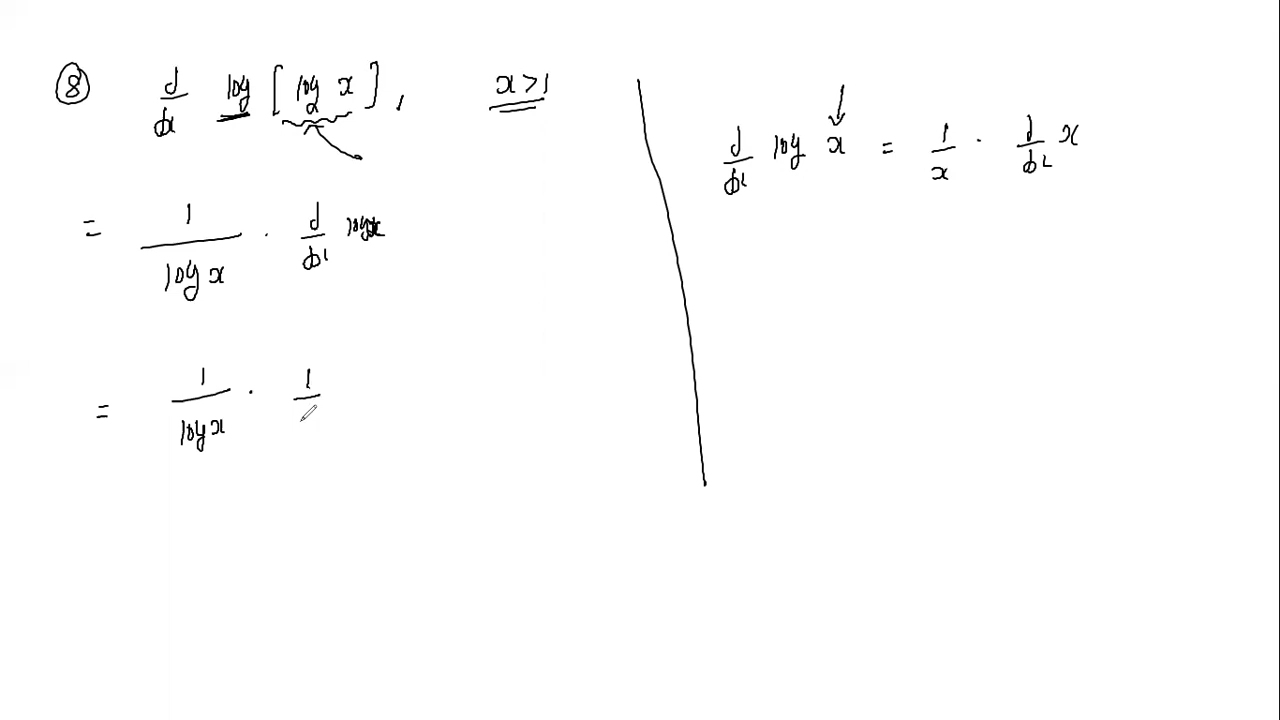 ⑧ d/dx log [log x], x>1
= 1/log x · d/dx log x
= 1/log x · 1/
d/dx log x = 1/x · d/dx x